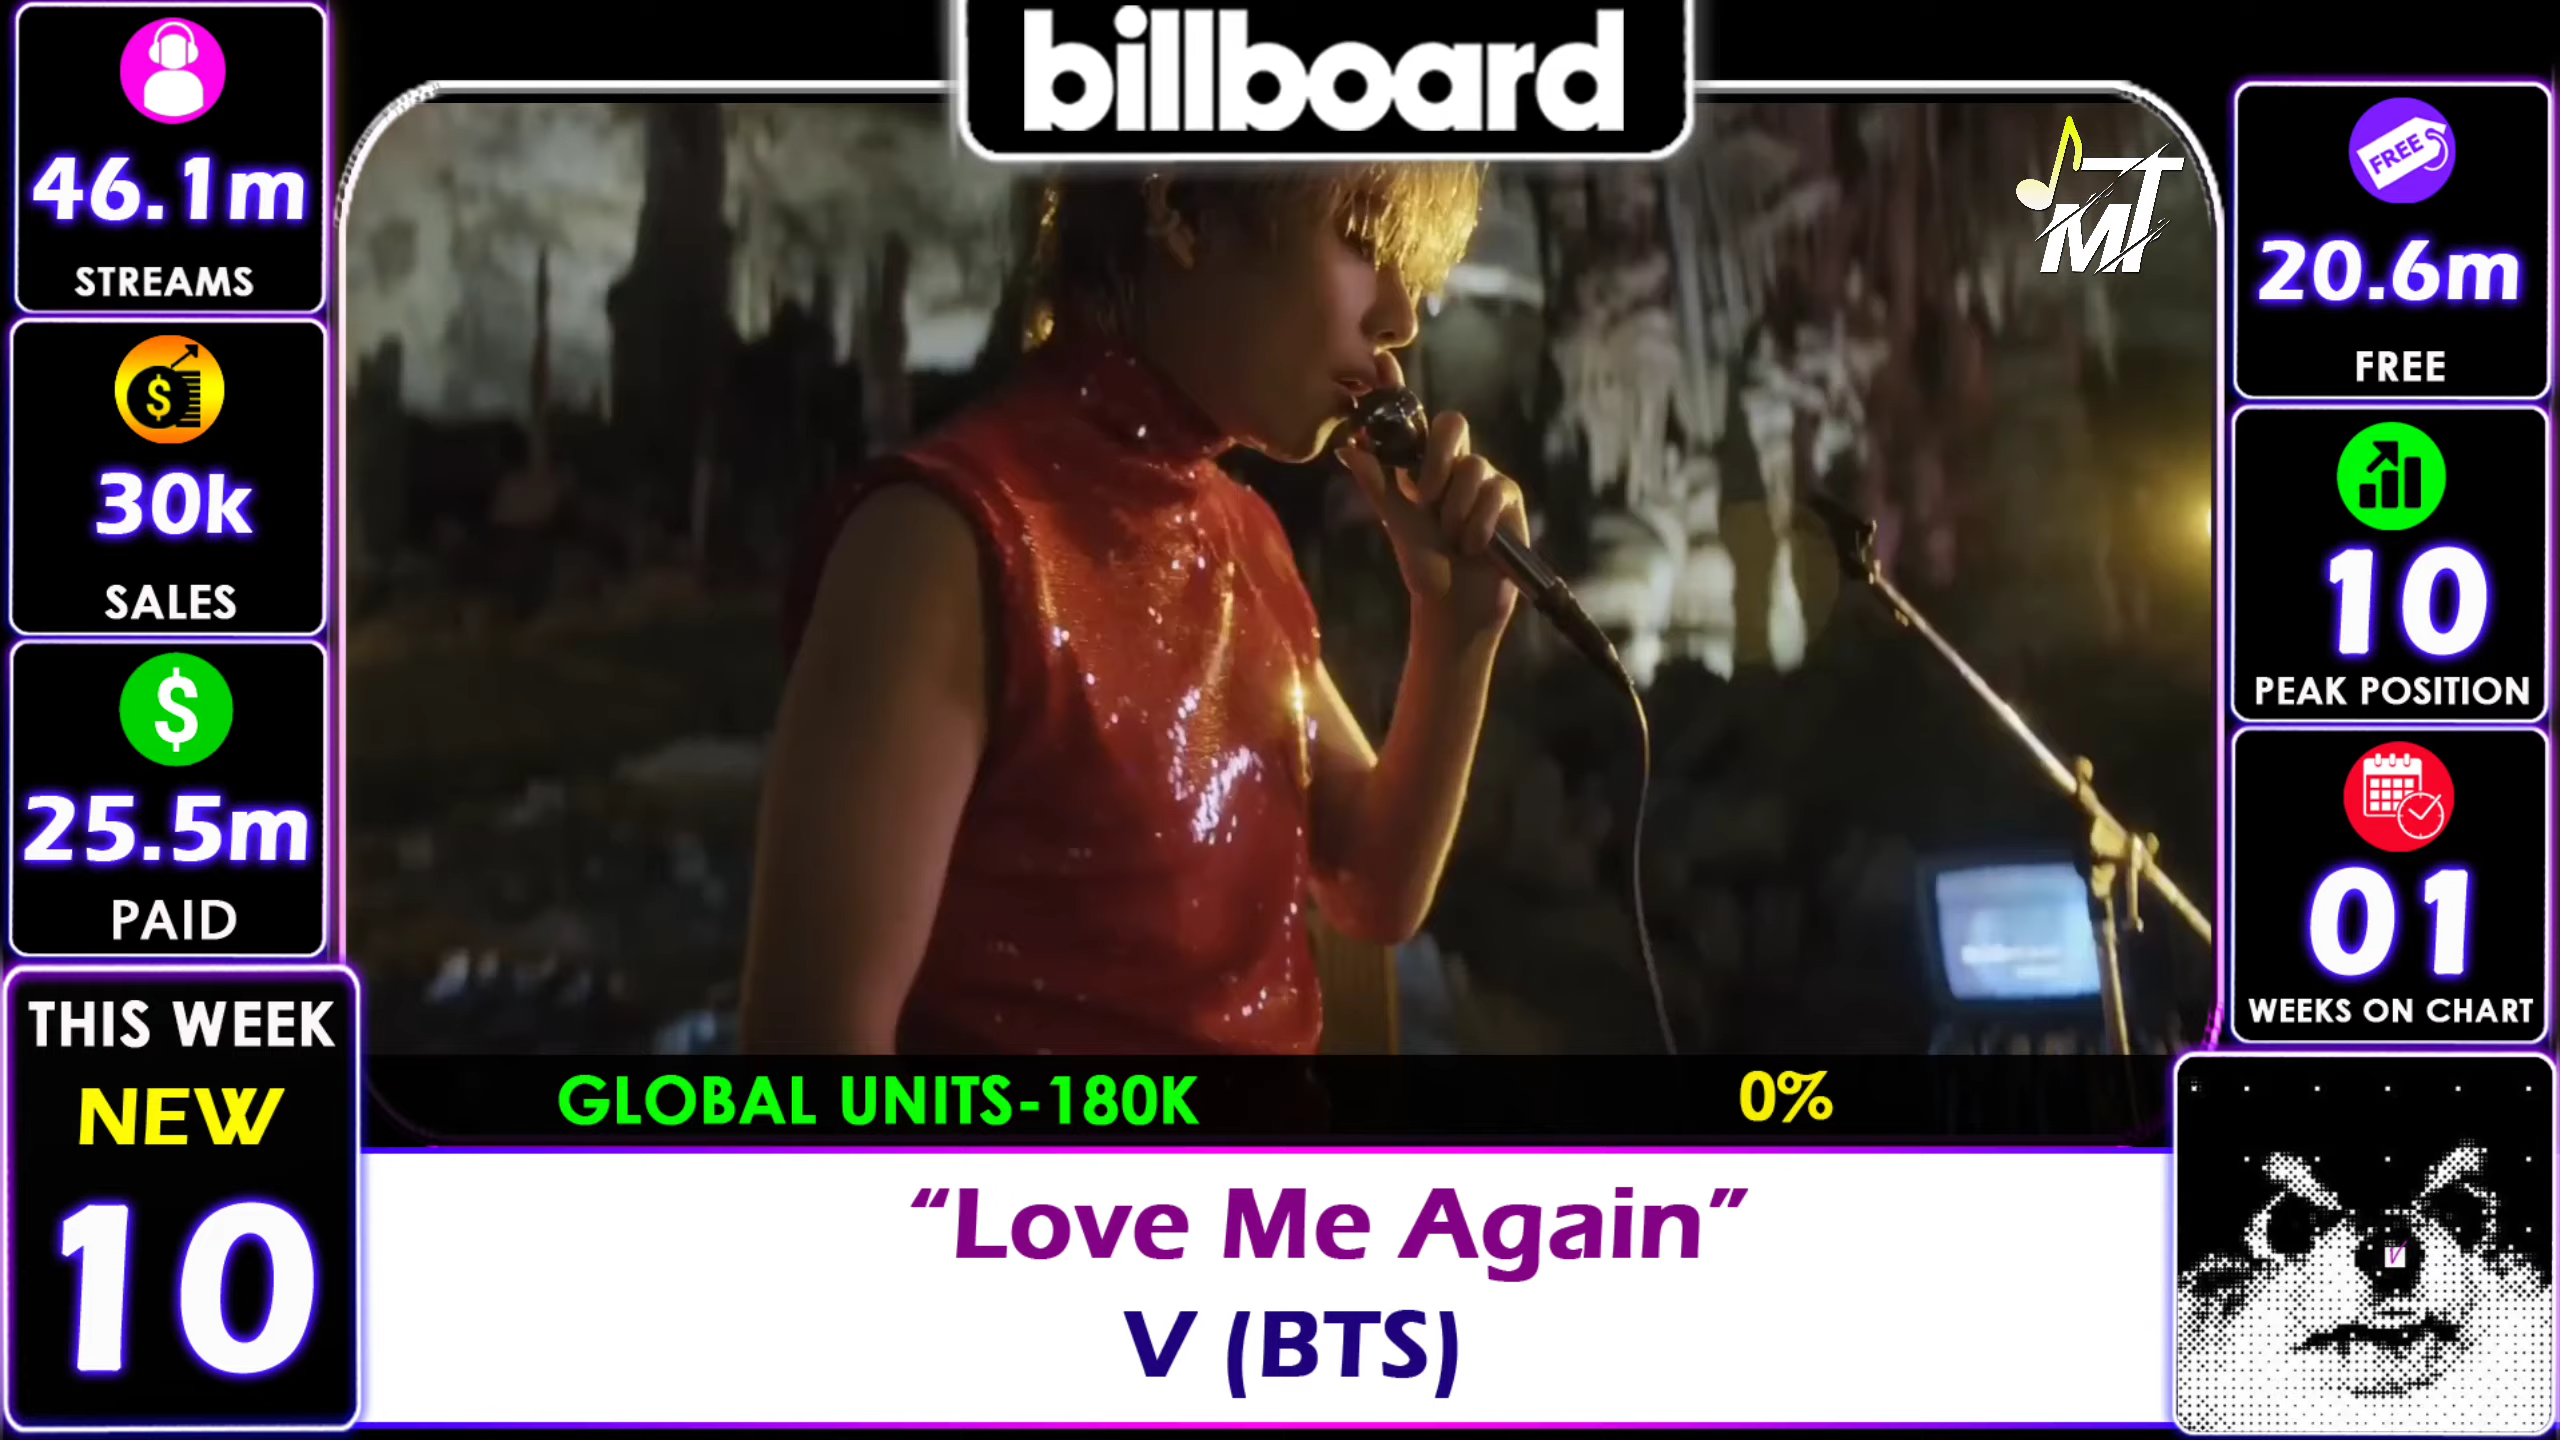 billboard
46.1m
STREAMS
30k
SALES
25.5m
PAID
THIS WEEK
NEW
10
MT
FREE
20.6m
FREE
10
PEAK POSITION
01
WEEKS ON CHART
GLOBAL UNITS-180K
0%
“Love Me Again”
V (BTS)
V